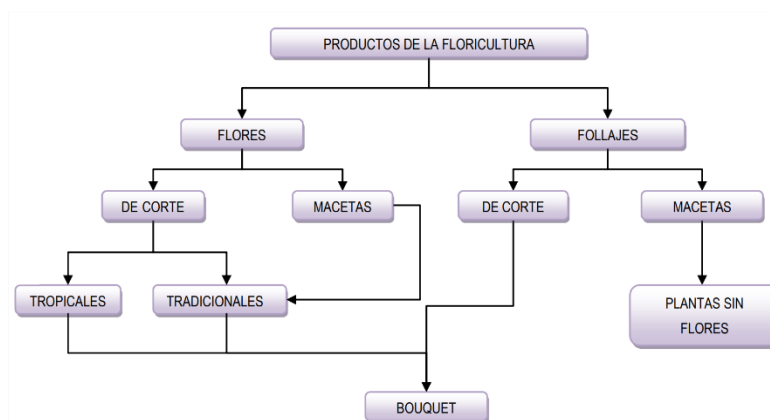 PRODUCTOS DE LA FLORICULTURA
FLORES
FOLLAJES
DE CORTE
MACETAS
DE CORTE
MACETAS
TROPICALES
TRADICIONALES
PLANTAS SIN
FLORES
BOUQUET